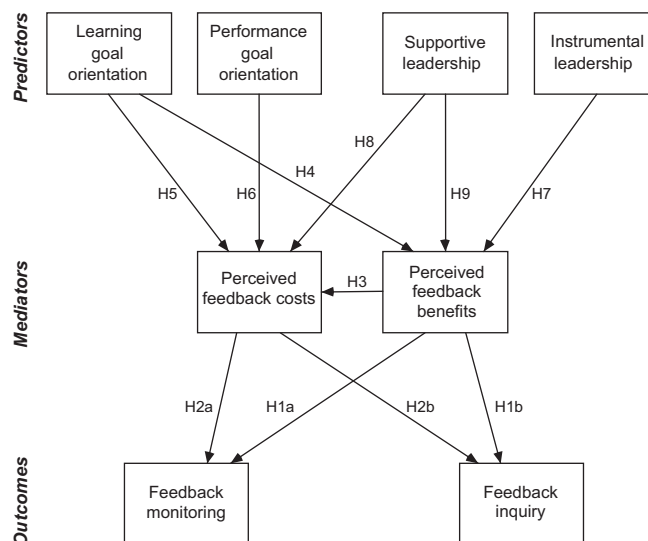 Predictors
Learning
goal
orientation
Performance
goal
orientation
Supportive
leadership
Instrumental
leadership
H8
H4
H5
H6
H9
H7
Mediators
Perceived
feedback costs
H3
Perceived
feedback
benefits
H2a
H1a
H2b
H1b
Outcomes
Feedback
monitoring
Feedback
inquiry